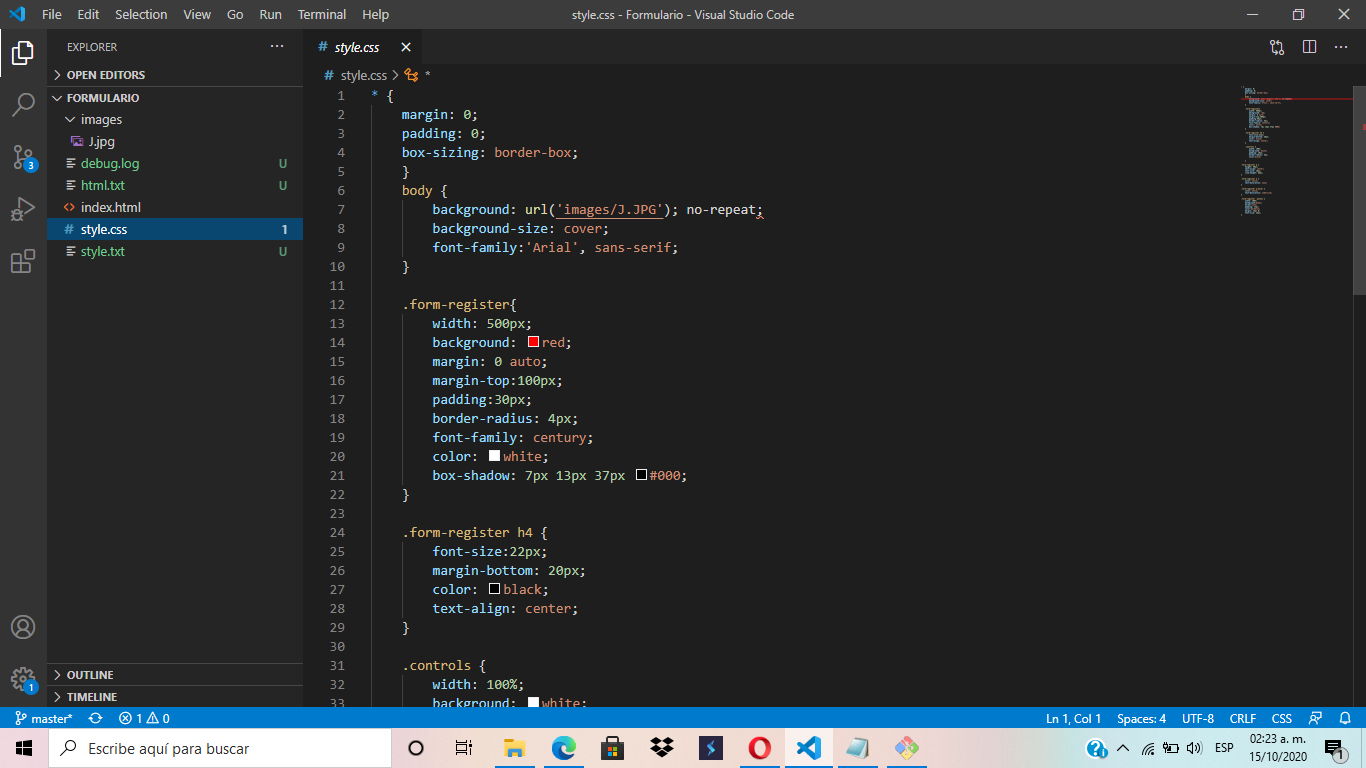 File Edit Selection View Go Run Terminal Help style.css - Formulario - Visual Studio Code
EXPLORER
OPEN EDITORS
FORMULARIO
images
J.jpg
debug.log U
html.txt U
index.html
# style.css 1
style.txt U
OUTLINE
TIMELINE
3
1
# style.css
# style.css > *
1 * {
2 margin: 0;
3 padding: 0;
4 box-sizing: border-box;
5 }
6 body {
7 background: url('images/J.JPG'); no-repeat;
8 background-size: cover;
9 font-family:'Arial', sans-serif;
10 }
11
12 .form-register{
13 width: 500px;
14 background: red;
15 margin: 0 auto;
16 margin-top:100px;
17 padding:30px;
18 border-radius: 4px;
19 font-family: century;
20 color: white;
21 box-shadow: 7px 13px 37px #000;
22 }
23
24 .form-register h4 {
25 font-size:22px;
26 margin-bottom: 20px;
27 color: black;
28 text-align: center;
29 }
30
31 .controls {
32 width: 100%;
33 background: white;
master* 1 0 Ln 1, Col 1 Spaces: 4 UTF-8 CRLF CSS
Escribe aquí para buscar
ESP
02:23 a. m.
15/10/2020
1